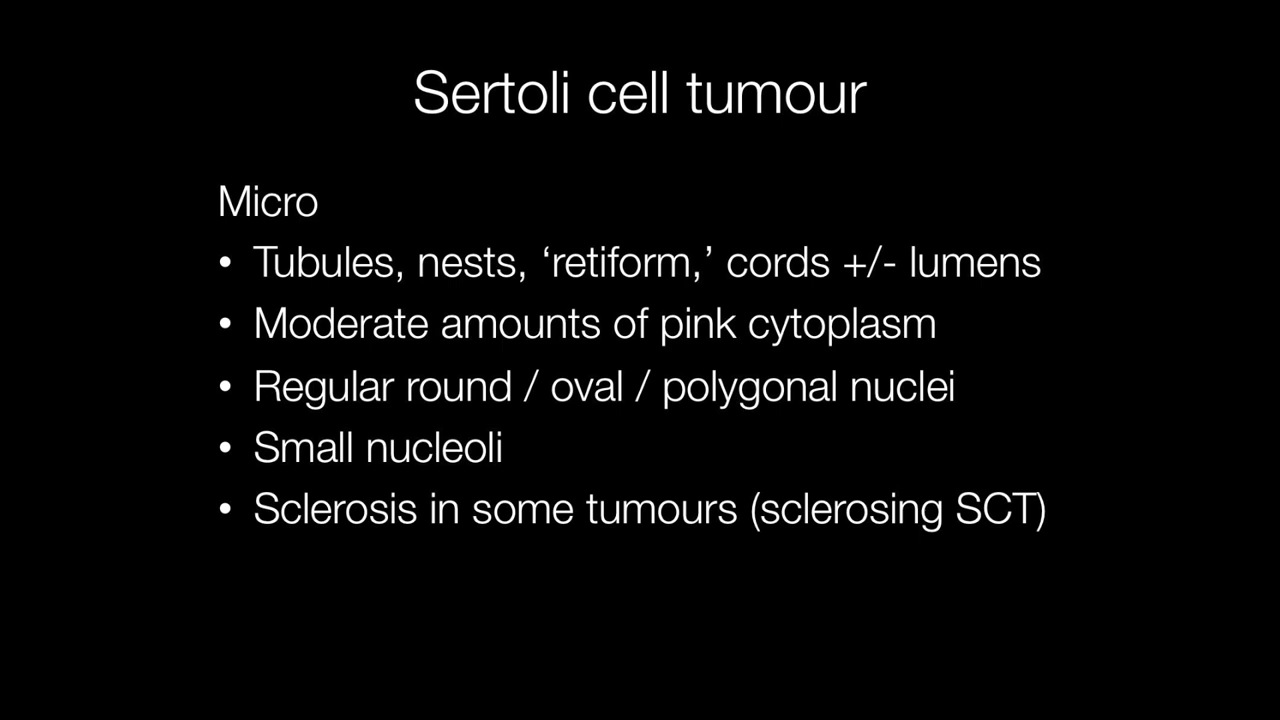 Sertoli cell tumour
Micro
• Tubules, nests, ‘retiform,’ cords +/- lumens
• Moderate amounts of pink cytoplasm
• Regular round / oval / polygonal nuclei
• Small nucleoli
• Sclerosis in some tumours (sclerosing SCT)